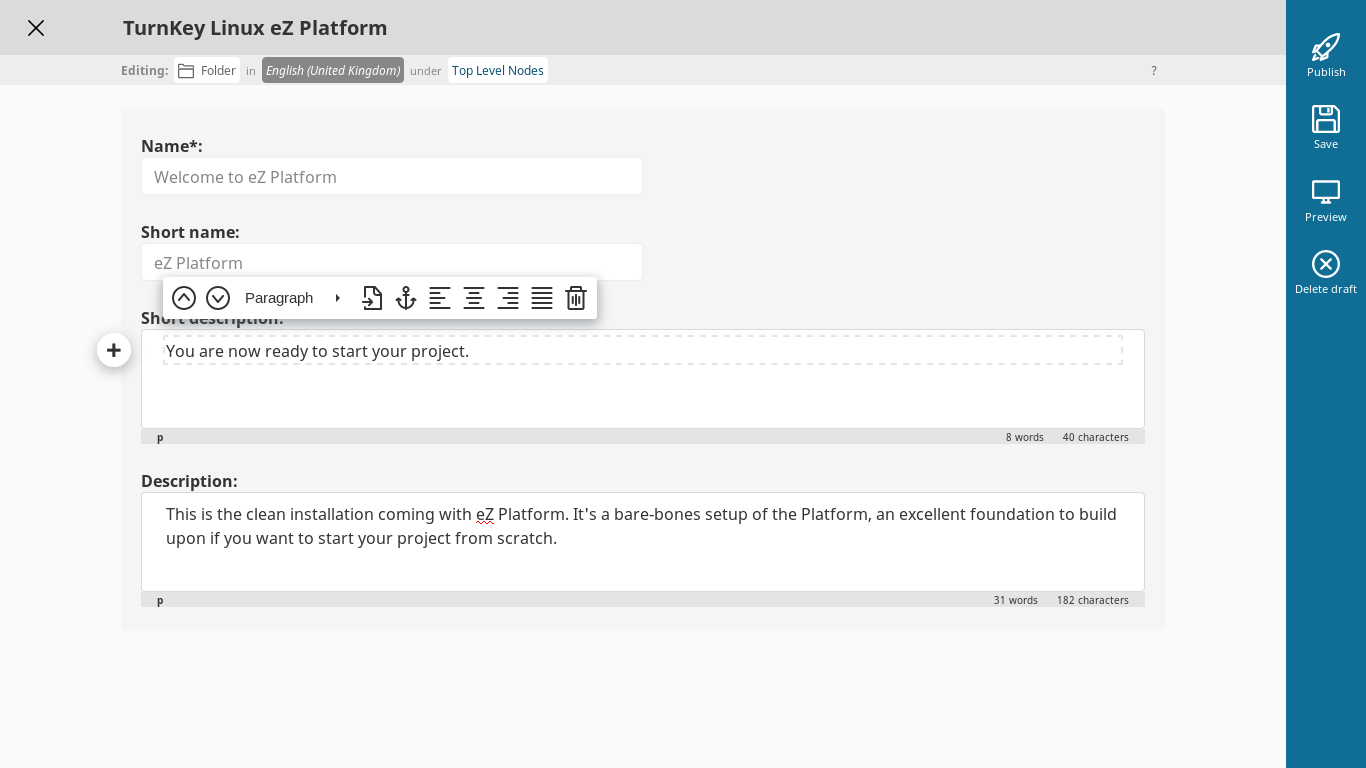 TurnKey Linux eZ Platform
Publish
Editing: Folder in English (United Kingdom) under Top Level Nodes ?
Save
Name*:
Welcome to eZ Platform
Preview
Short name:
eZ Platform
Delete draft
Paragraph
Short description:
You are now ready to start your project.
p 8 words 40 characters
Description:
This is the clean installation coming with eZ Platform. It's a bare-bones setup of the Platform, an excellent foundation to build
upon if you want to start your project from scratch.
p 31 words 182 characters